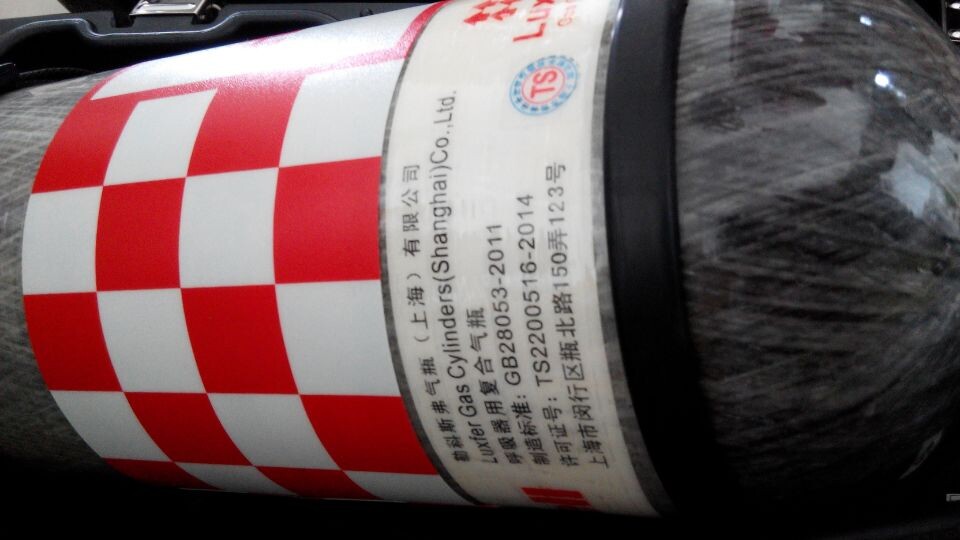 TS
勒科斯弗气瓶（上海）有限公司
Luxfer Gas Cylinders(Shanghai)Co.,Ltd.
呼吸器用复合气瓶
制造标准：GB28053-2011
许可证号：TS2200516-2014
上海市闵行区瓶北路150弄123号